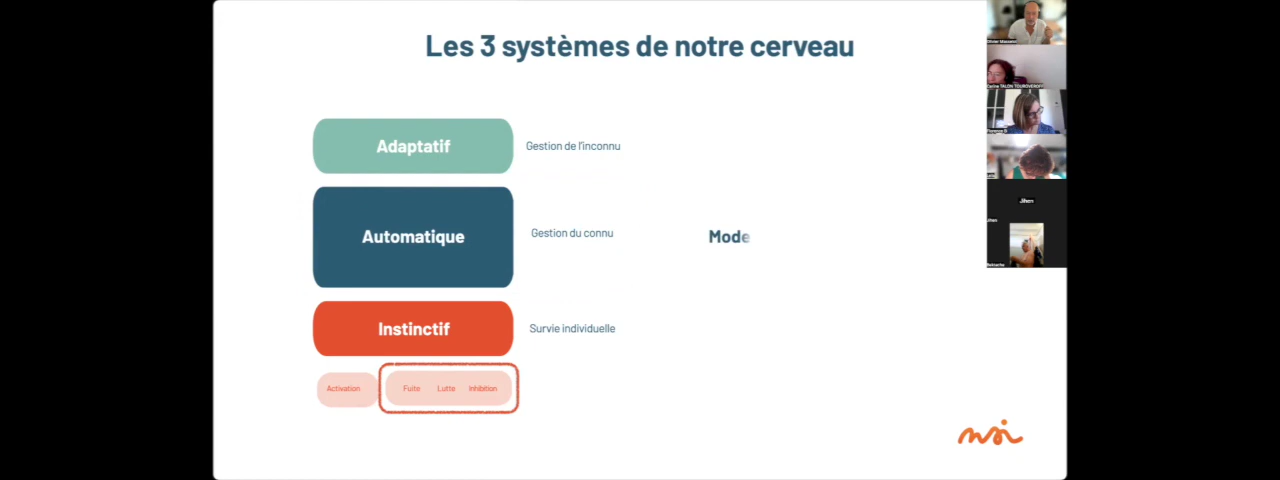 Les 3 systèmes de notre cerveau
Adaptatif
Gestion de l'inconnu
Automatique
Gestion du connu
Mode
Instinctif
Survie individuelle
Activation
Fuite
Lutte
Inhibition
Jihen
Jihen